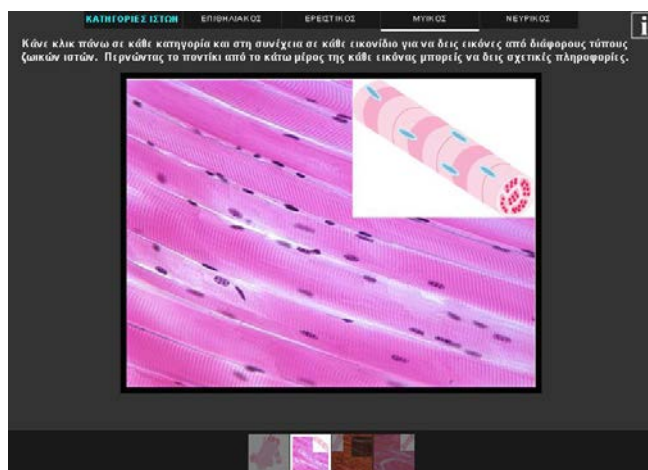 ΚΑΤΗΓΟΡΙΕΣ ΙΣΤΩΝ ΕΠΙΘΗΛΙΑΚΟΣ ΕΡΕΙΣΤΙΚΟΣ ΜΥΙΚΟΣ ΝΕΥΡΙΚΟΣ
i
Κάνε κλικ πάνω σε κάθε κατηγορία και στη συνέχεια σε κάθε εικονίδιο για να δεις εικόνες από διάφορους τύπους
ζωικών ιστών. Περνώντας το ποντίκι από το κάτω μέρος της κάθε εικόνας μπορείς να δεις σχετικές πληροφορίες.